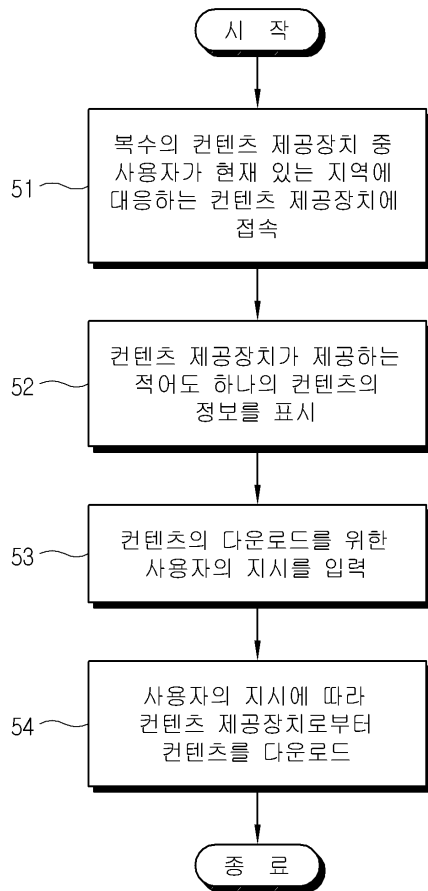 시 작
51
복수의 컨텐츠 제공장치 중
사용자가 현재 있는 지역에
대응하는 컨텐츠 제공장치에
접속
52
컨텐츠 제공장치가 제공하는
적어도 하나의 컨텐츠의
정보를 표시
53
컨텐츠의 다운로드를 위한
사용자의 지시를 입력
54
사용자의 지시에 따라
컨텐츠 제공장치로부터
컨텐츠를 다운로드
종 료